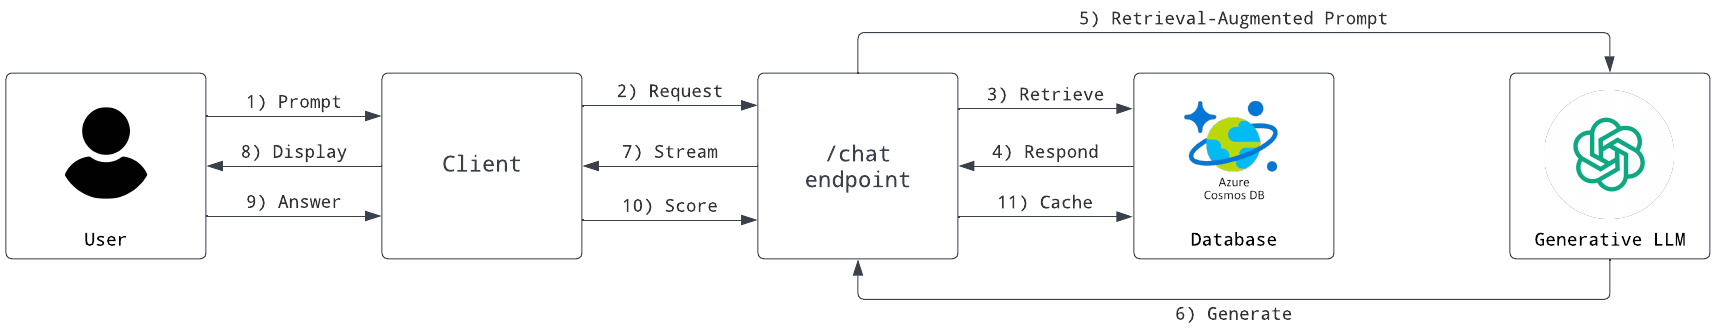 5) Retrieval-Augmented Prompt
1) Prompt
8) Display
9) Answer
User
Client
2) Request
7) Stream
10) Score
/chat
endpoint
3) Retrieve
4) Respond
11) Cache
Azure
Cosmos DB
Database
Generative LLM
6) Generate